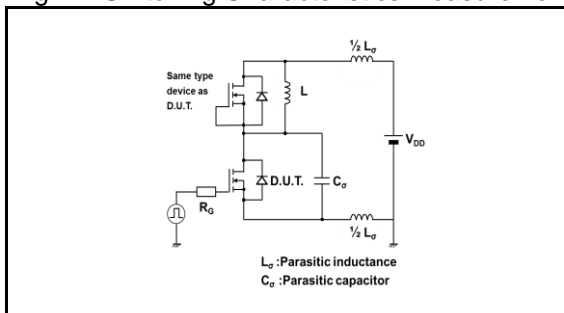 ½ Lσ
Same type
device as
D.U.T.
L
VDD
D.U.T.
Cσ
RG
½ Lσ
Lσ :Parasitic inductance
Cσ :Parasitic capacitor